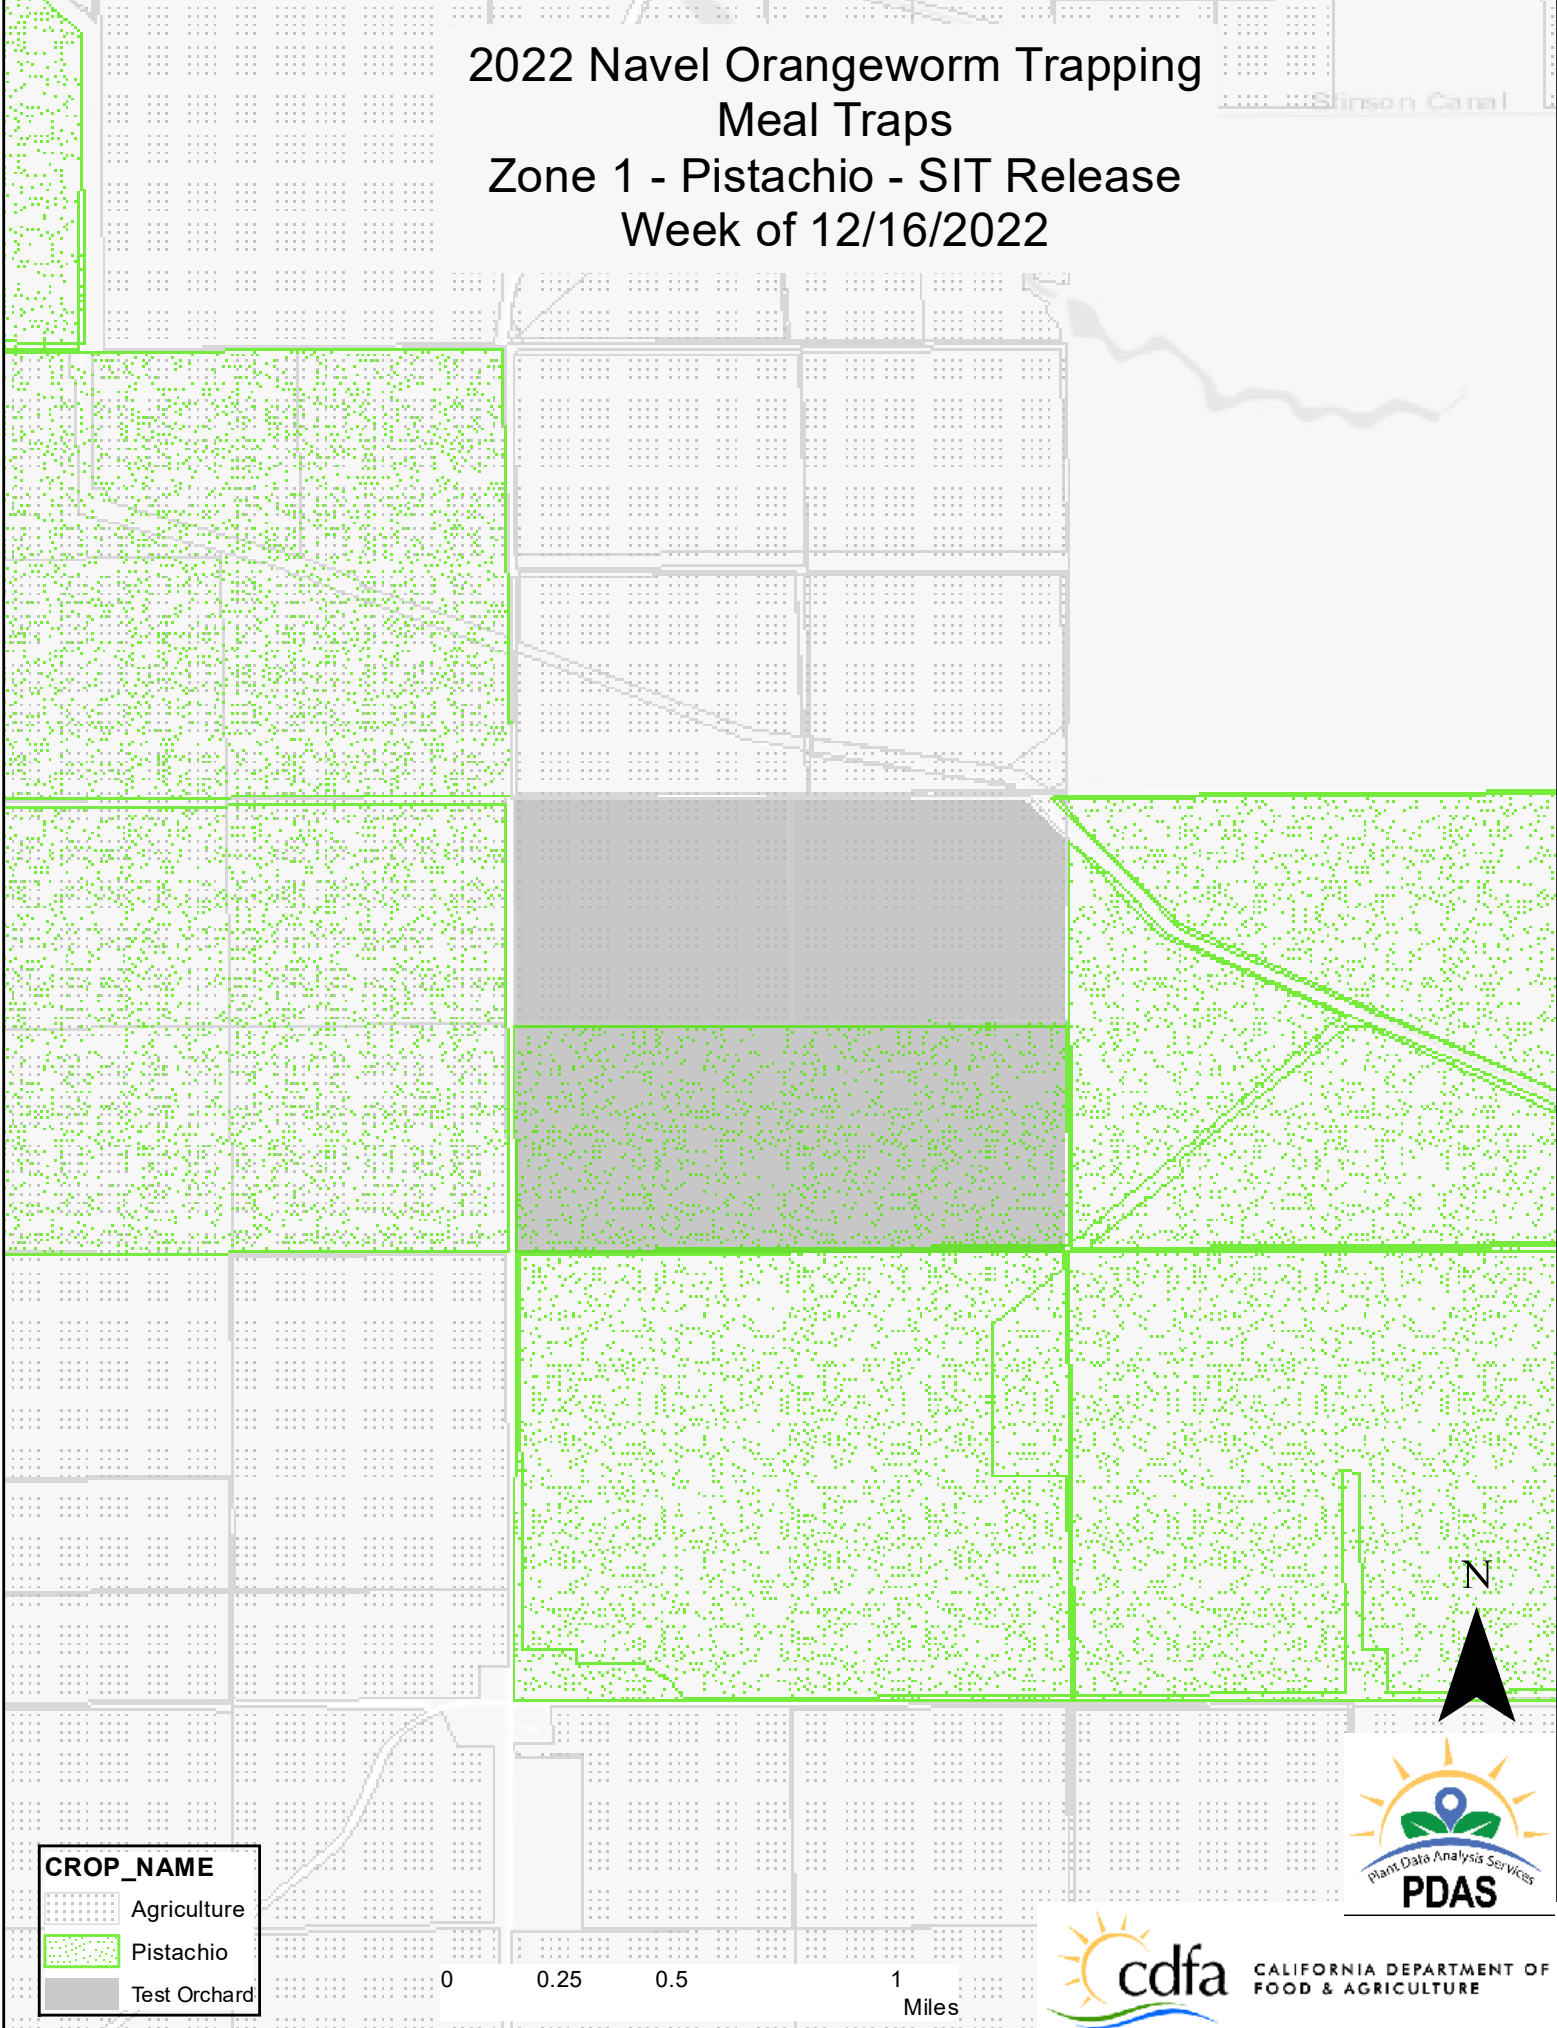 2022 Navel Orangeworm Trapping
Meal Traps
Zone 1 - Pistachio - SIT Release
Week of 12/16/2022
Stinson Canal
N
CROP_NAME
Agriculture
Pistachio
Test Orchard
0 0.25 0.5 1
Miles
Plant Data Analysis Services
PDAS
cdfa
CALIFORNIA DEPARTMENT OF
FOOD & AGRICULTURE